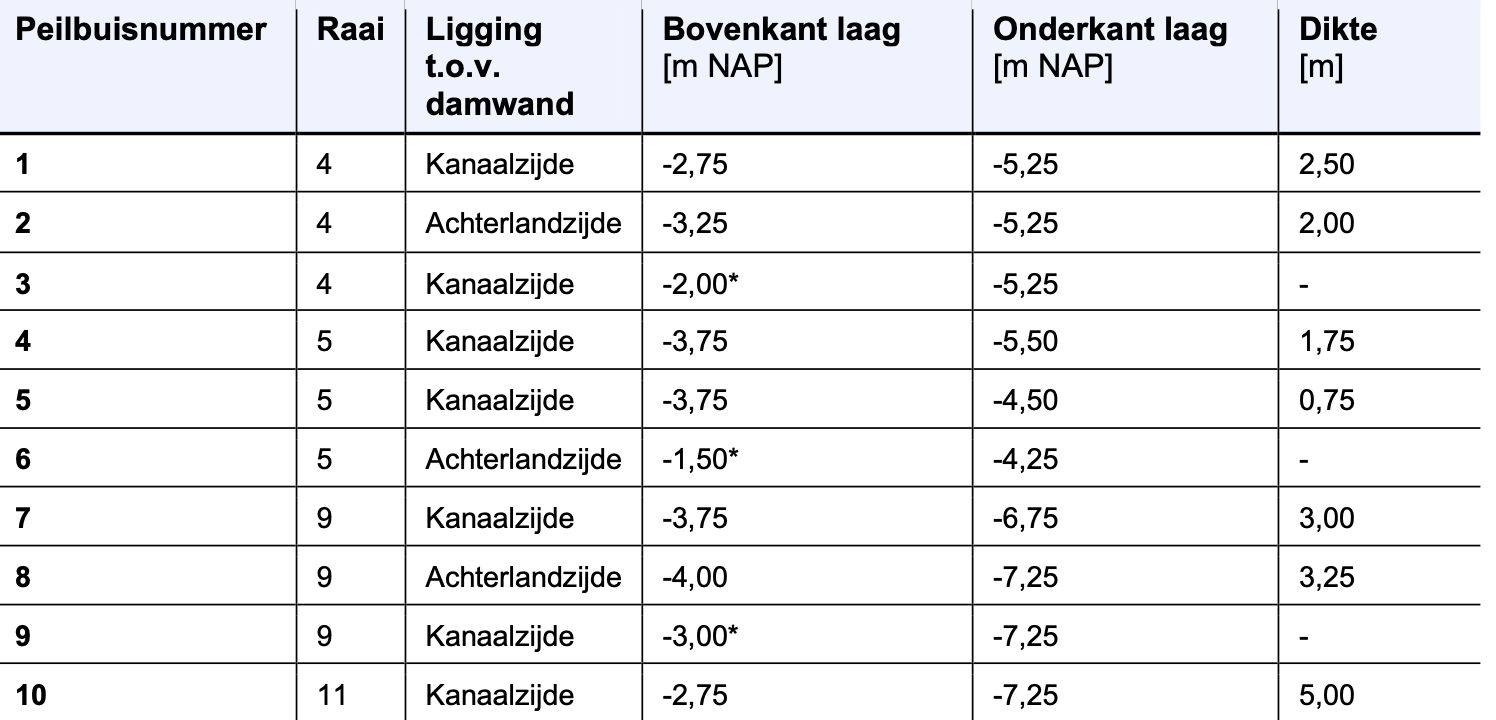 Peilbuisnummer Raai Ligging t.o.v. damwand Bovenkant laag [m NAP] Onderkant laag [m NAP] Dikte [m]
1 4 Kanaalzijde -2,75 -5,25 2,50
2 4 Achterlandzijde -3,25 -5,25 2,00
3 4 Kanaalzijde -2,00* -5,25 -
4 5 Kanaalzijde -3,75 -5,50 1,75
5 5 Kanaalzijde -3,75 -4,50 0,75
6 5 Achterlandzijde -1,50* -4,25 -
7 9 Kanaalzijde -3,75 -6,75 3,00
8 9 Achterlandzijde -4,00 -7,25 3,25
9 9 Kanaalzijde -3,00* -7,25 -
10 11 Kanaalzijde -2,75 -7,25 5,00